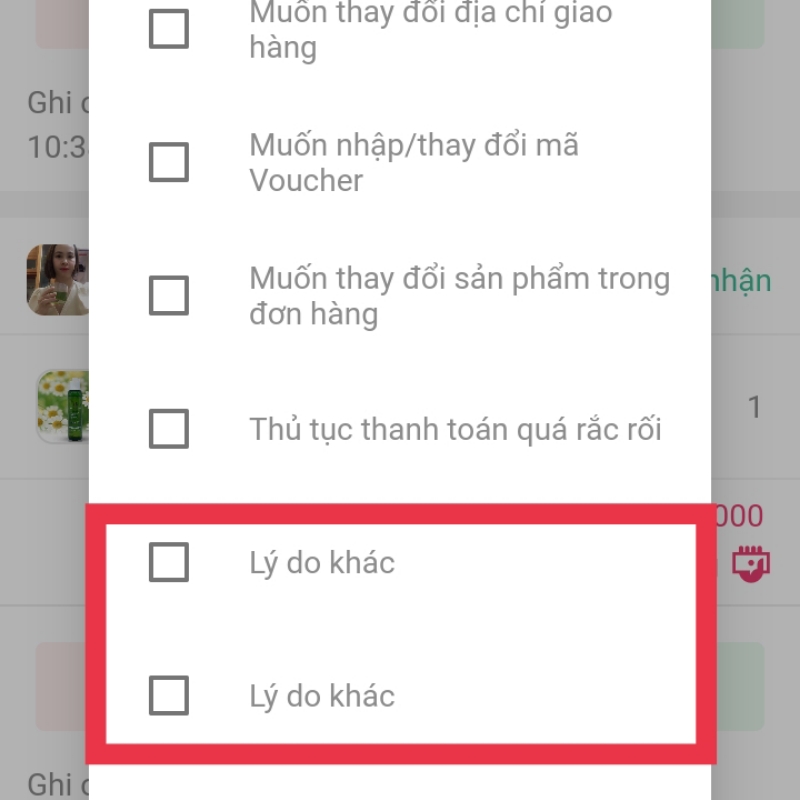 Muốn thay đổi địa chỉ giao
hàng
Ghi
10:3
Muốn nhập/thay đổi mã
Voucher
Muốn thay đổi sản phẩm trong
đơn hàng
nhận
Thủ tục thanh toán quá rắc rối
1
000
Lý do khác
Lý do khác
Ghi